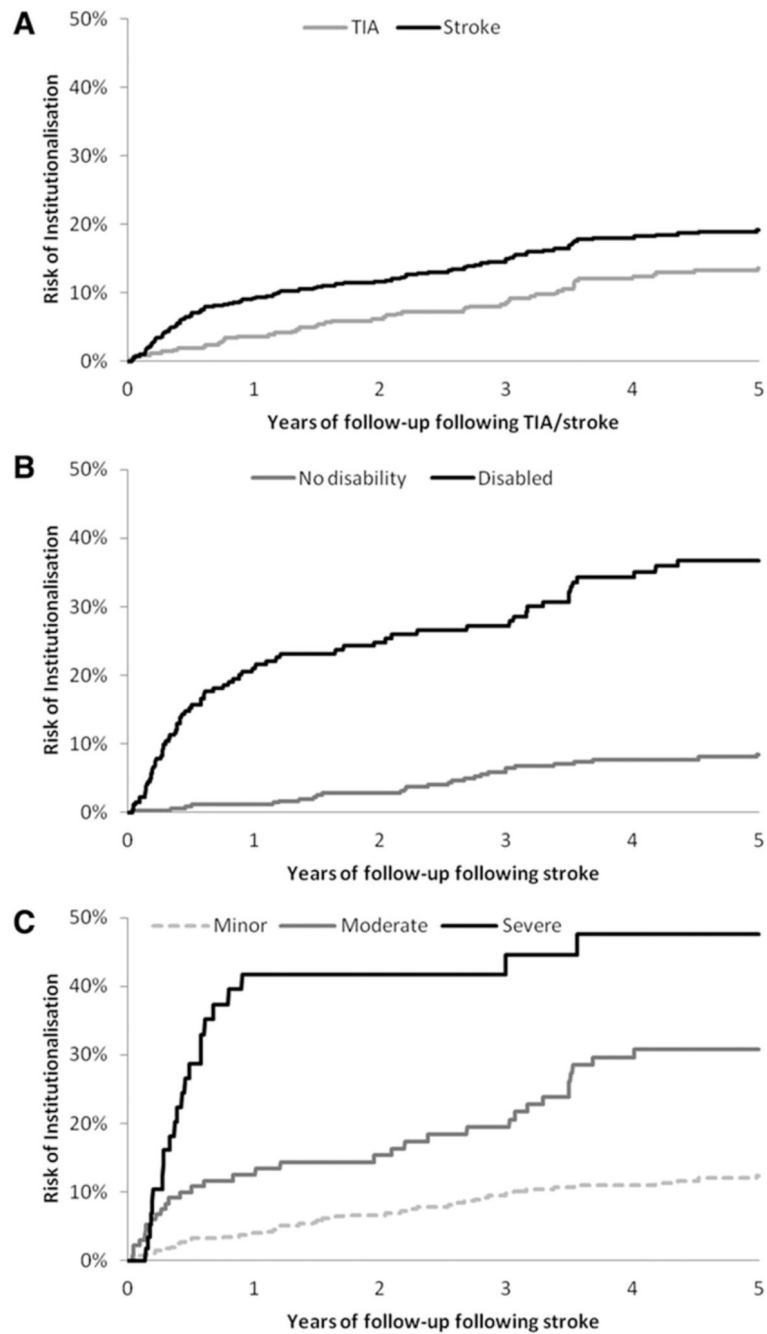 A
TIA Stroke
50%
40%
30%
20%
10%
0%
Risk of Institutionalisation
0 1 2 3 4 5
Years of follow-up following TIA/stroke
B
No disability Disabled
50%
40%
30%
20%
10%
0%
Risk of Institutionalisation
0 1 2 3 4 5
Years of follow-up following stroke
C
Minor Moderate Severe
50%
40%
30%
20%
10%
0%
Risk of Institutionalisation
0 1 2 3 4 5
Years of follow-up following stroke